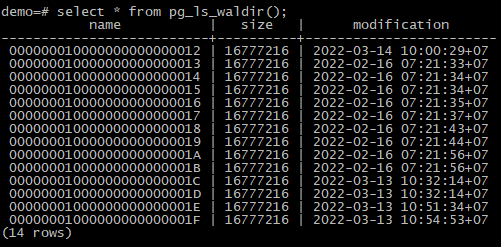 demo=# select * from pg_ls_waldir();
name | size | modification
--------------------------+----------+------------------------
000000010000000000000012 | 16777216 | 2022-03-14 10:00:29+07
000000010000000000000013 | 16777216 | 2022-02-16 07:21:33+07
000000010000000000000014 | 16777216 | 2022-02-16 07:21:34+07
000000010000000000000015 | 16777216 | 2022-02-16 07:21:34+07
000000010000000000000016 | 16777216 | 2022-02-16 07:21:35+07
000000010000000000000017 | 16777216 | 2022-02-16 07:21:37+07
000000010000000000000018 | 16777216 | 2022-02-16 07:21:43+07
000000010000000000000019 | 16777216 | 2022-02-16 07:21:44+07
00000001000000000000001A | 16777216 | 2022-02-16 07:21:56+07
00000001000000000000001B | 16777216 | 2022-02-16 07:21:56+07
00000001000000000000001C | 16777216 | 2022-03-13 10:32:14+07
00000001000000000000001D | 16777216 | 2022-03-13 10:32:14+07
00000001000000000000001E | 16777216 | 2022-03-13 10:51:34+07
00000001000000000000001F | 16777216 | 2022-03-13 10:54:53+07
(14 rows)